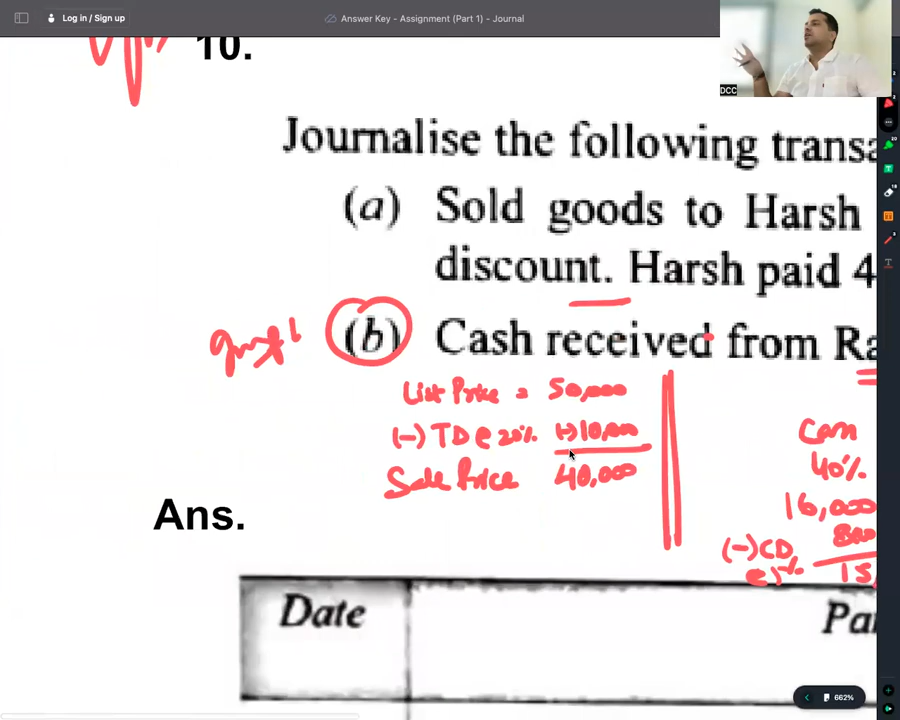 Log in / Sign up
Answer Key - Assignment (Part 1) - Journal
DCC
10.
Journalise the following transa
(a) Sold goods to Harsh
discount. Harsh paid 4
(b) Cash received from Ra
List Price = 50,000
(-) TD @ 20% (-) 10,000
Sale Price 40,000
Cash
40%
16,000
800
(-) CD
15,
Ans.
Date
Pa
662%